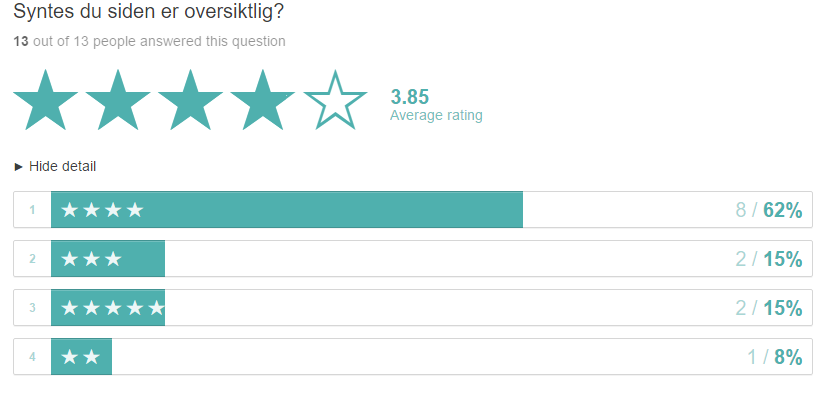 Syntes du siden er oversiktlig?
13 out of 13 people answered this question
3.85
Average rating
► Hide detail
1 ★★★★ 8 / 62%
2 ★★★ 2 / 15%
3 ★★★★★ 2 / 15%
4 ★★ 1 / 8%